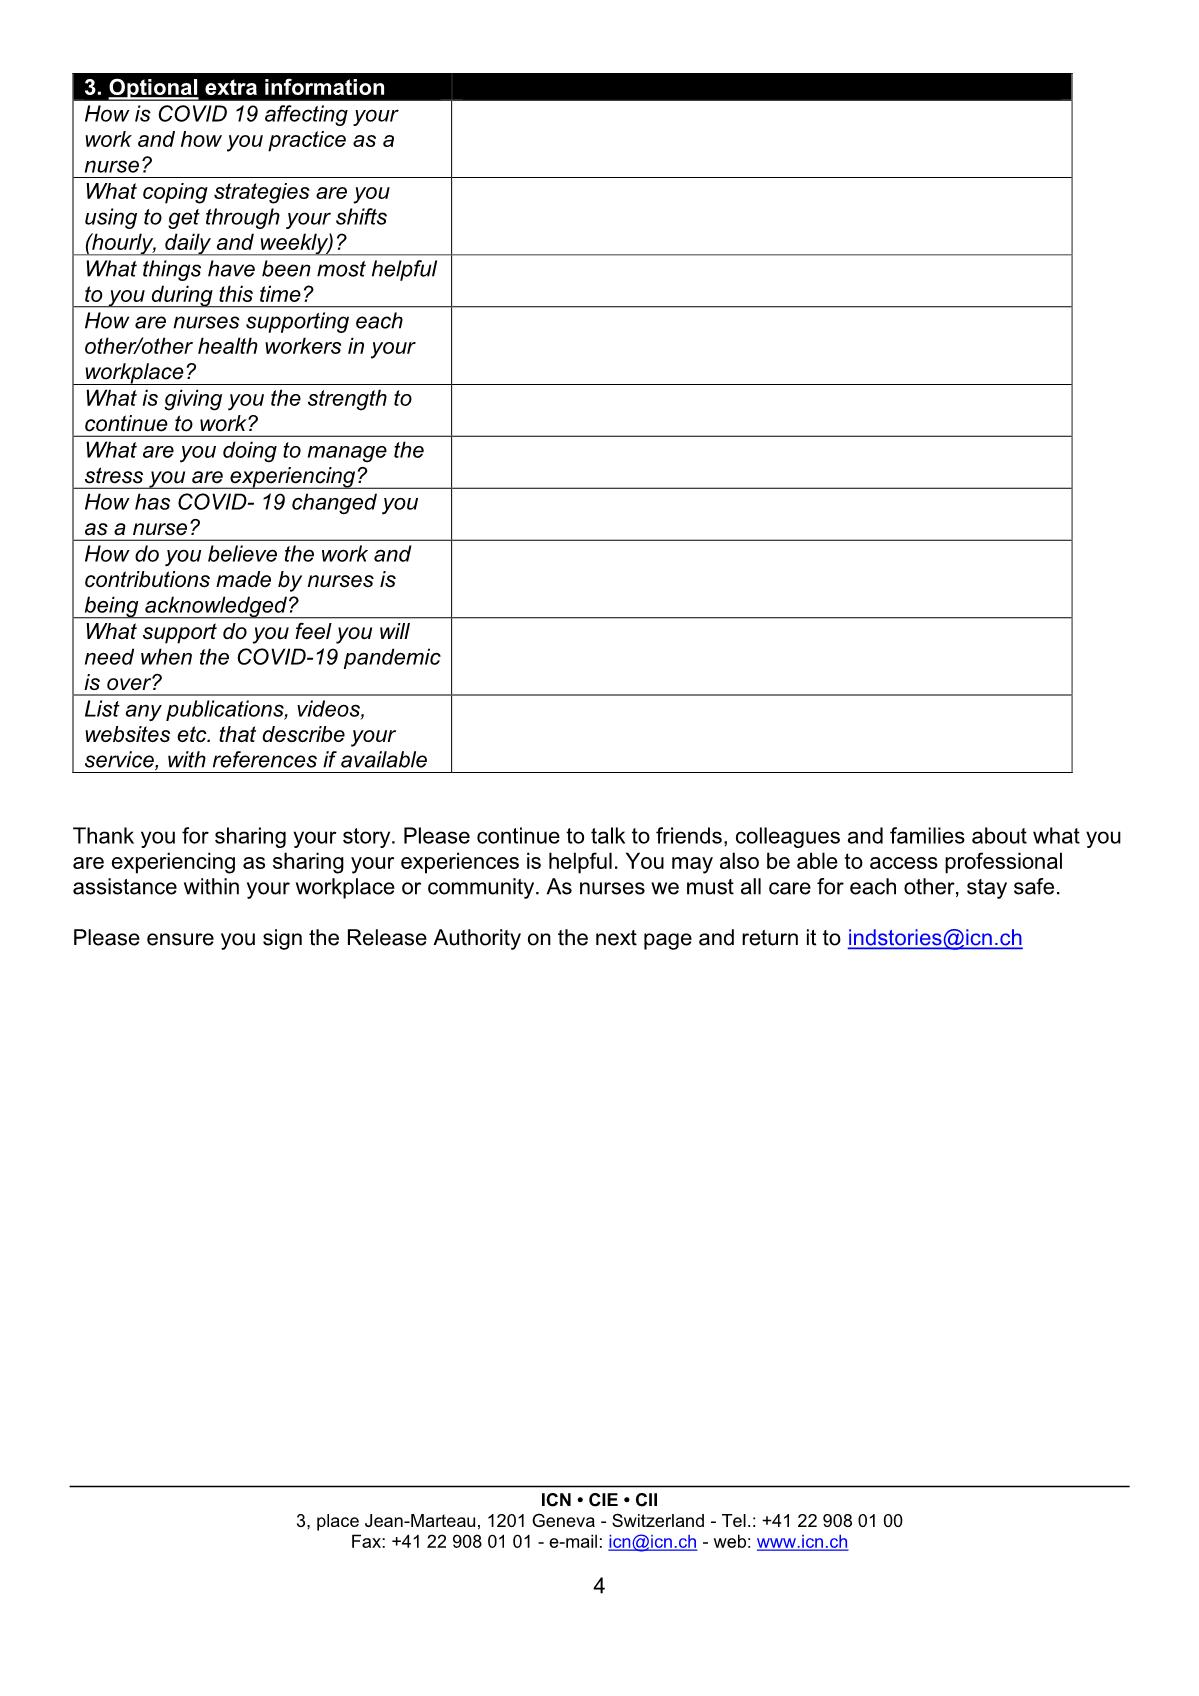 3. Optional extra information
How is COVID 19 affecting your
work and how you practice as a
nurse?
What coping strategies are you
using to get through your shifts
(hourly, daily and weekly)?
What things have been most helpful
to you during this time?
How are nurses supporting each
other/other health workers in your
workplace?
What is giving you the strength to
continue to work?
What are you doing to manage the
stress you are experiencing?
How has COVID- 19 changed you
as a nurse?
How do you believe the work and
contributions made by nurses is
being acknowledged?
What support do you feel you will
need when the COVID-19 pandemic
is over?
List any publications, videos,
websites etc. that describe your
service, with references if available
Thank you for sharing your story. Please continue to talk to friends, colleagues and families about what you
are experiencing as sharing your experiences is helpful. You may also be able to access professional
assistance within your workplace or community. As nurses we must all care for each other, stay safe.
Please ensure you sign the Release Authority on the next page and return it to indstories@icn.ch
ICN • CIE • CII
3, place Jean-Marteau, 1201 Geneva - Switzerland - Tel.: +41 22 908 01 00
Fax: +41 22 908 01 01 - e-mail: icn@icn.ch - web: www.icn.ch
4